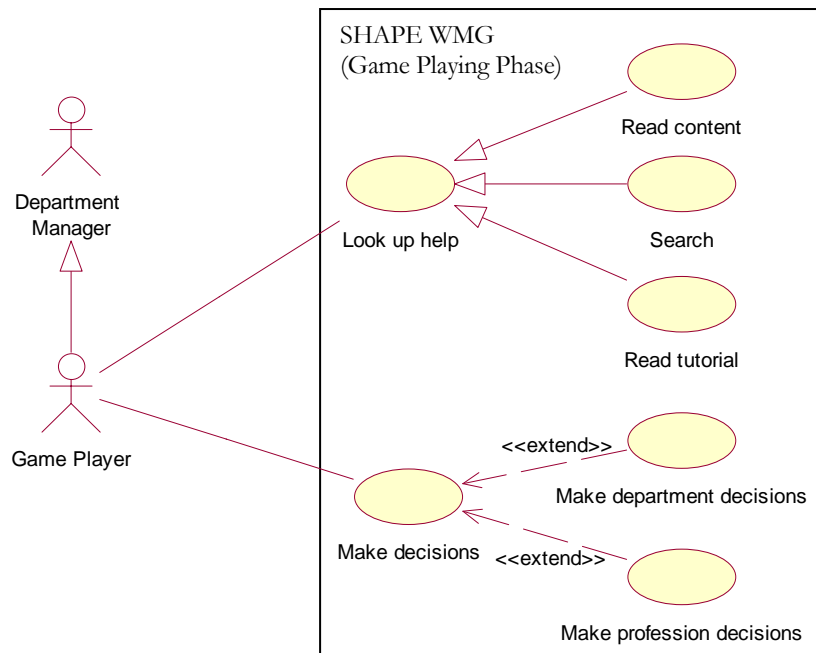 SHAPE WMG
(Game Playing Phase)
Read content
Department
Manager
Look up help
Search
Read tutorial
Game Player
<<extend>>
Make department decisions
Make decisions
<<extend>>
Make profession decisions